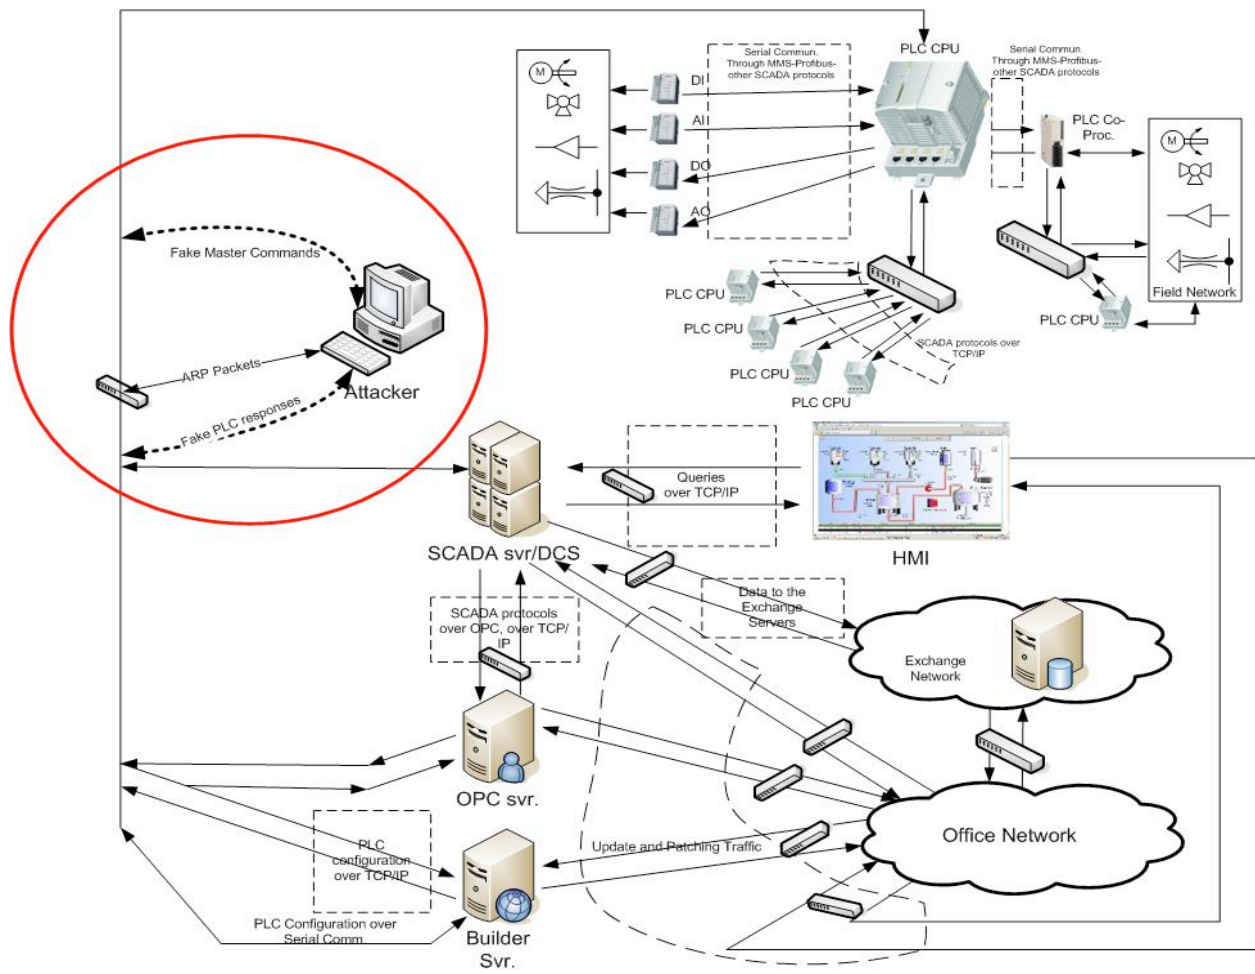 PLC CPU
Serial Commun.
Through MMS-Profibus-
other SCADA protocols
Serial Commun.
Through MMS-Profibus-
other SCADA protocols
DI
AI
DO
AO
M
PLC Co-
Proc.
M
Field Network
PLC CPU
PLC CPU
PLC CPU
PLC CPU
PLC CPU
SCADA protocols over
TCP/IP
Fake Master Commands
ARP Packets
Attacker
Fake PLC responses
Queries
over TCP/IP
SCADA svr/DCS
HMI
SCADA protocols
over OPC, over TCP/
IP
Data to the
Exchange
Servers
Exchange
Network
OPC svr.
Office Network
PLC
configuration
over TCP/IP
Update and Patching Traffic
PLC Configuration over
Serial Comm.
Builder
Svr.